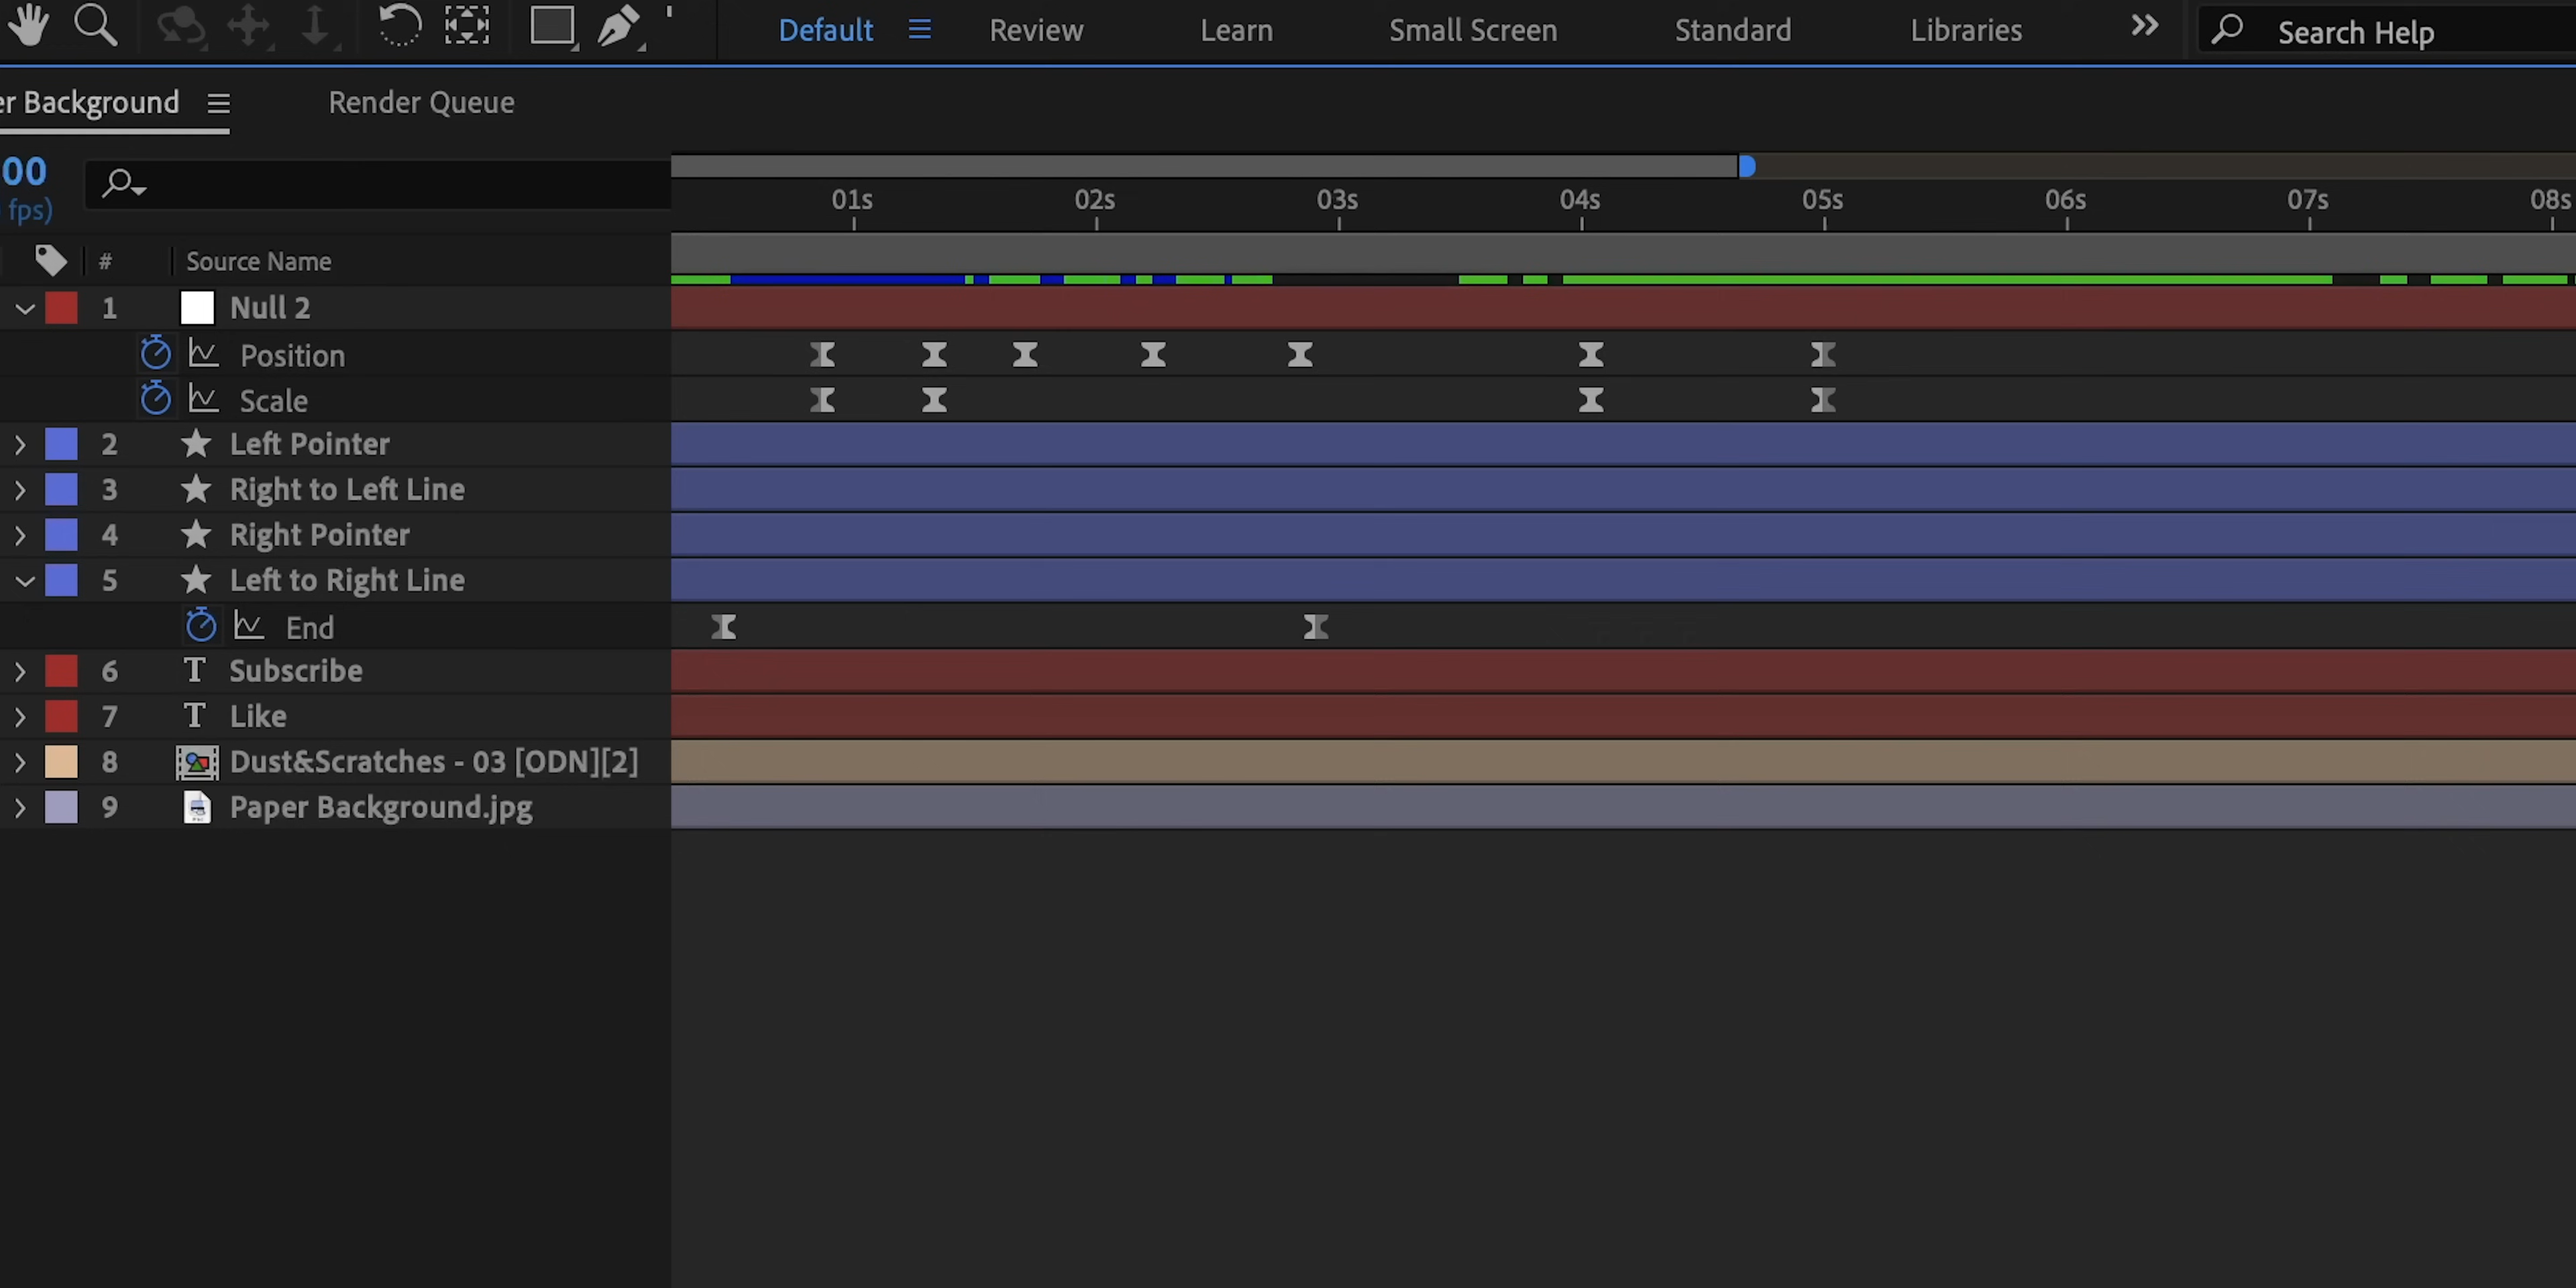 Default Review Learn Small Screen Standard Libraries Search Help
er Background Render Queue
00
fps)
01s 02s 03s 04s 05s 06s 07s 08s
# Source Name
1 Null 2
Position
Scale
2 Left Pointer
3 Right to Left Line
4 Right Pointer
5 Left to Right Line
End
6 T Subscribe
7 T Like
8 Dust&Scratches - 03 [ODN][2]
9 Paper Background.jpg